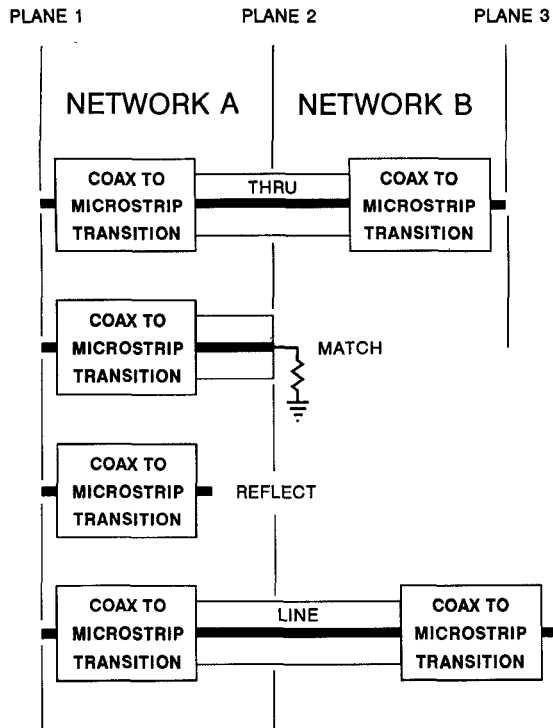 PLANE 1 PLANE 2 PLANE 3
NETWORK A NETWORK B
COAX TO
MICROSTRIP
TRANSITION
THRU
COAX TO
MICROSTRIP
TRANSITION
COAX TO
MICROSTRIP
TRANSITION
MATCH
COAX TO
MICROSTRIP
TRANSITION
REFLECT
COAX TO
MICROSTRIP
TRANSITION
LINE
COAX TO
MICROSTRIP
TRANSITION